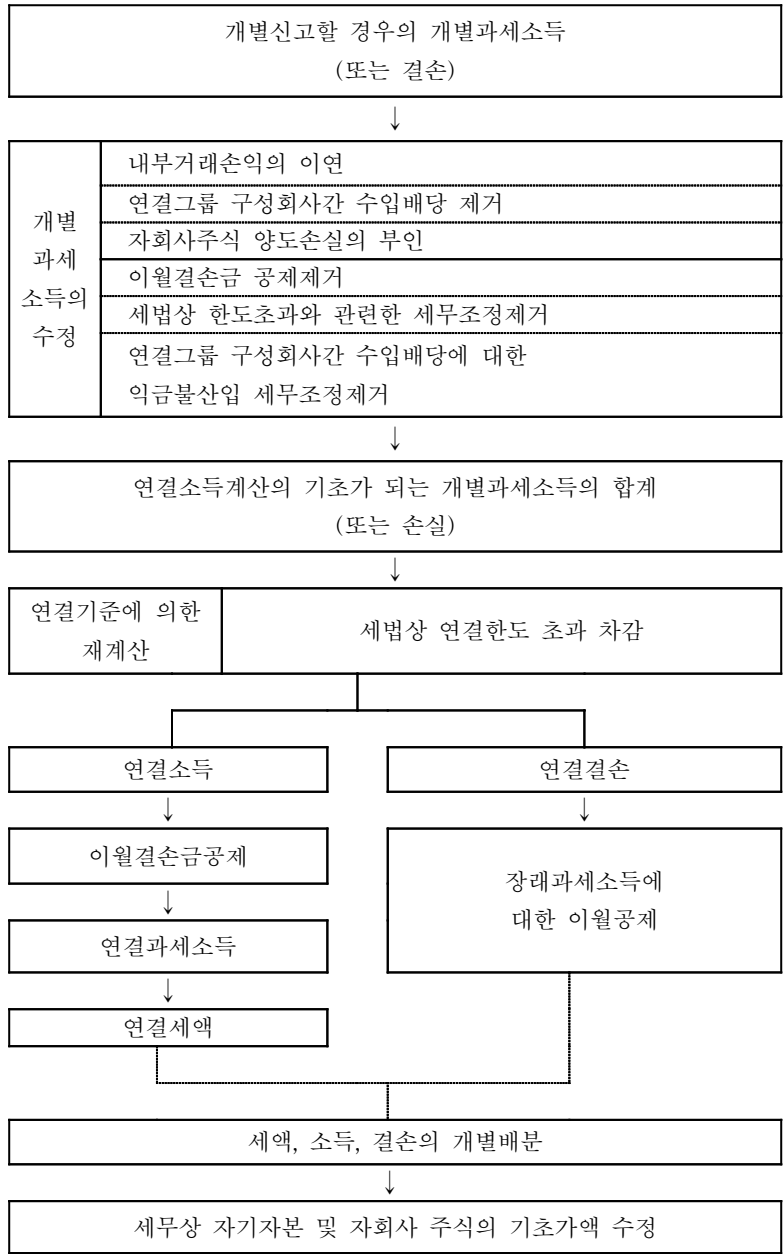 개별신고할 경우의 개별과세소득
(또는 결손)
↓
개별
과세
소득의
수정
내부거래손익의 이연
연결그룹 구성회사간 수입배당 제거
자회사주식 양도손실의 부인
이월결손금 공제제거
세법상 한도초과와 관련한 세무조정제거
연결그룹 구성회사간 수입배당에 대한
익금불산입 세무조정제거
↓
연결소득계산의 기초가 되는 개별과세소득의 합계
(또는 손실)
↓
연결기준에 의한
재계산
세법상 연결한도 초과 차감
연결소득
↓
이월결손금공제
↓
연결과세소득
↓
연결세액
연결결손
↓
장래과세소득에
대한 이월공제
세액, 소득, 결손의 개별배분
↓
세무상 자기자본 및 자회사 주식의 기초가액 수정